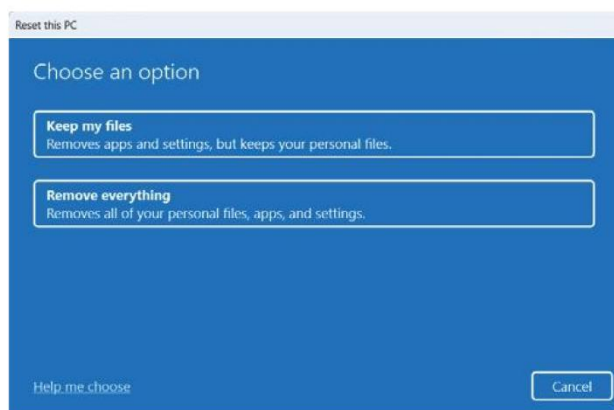 Reset this PC
Choose an option
Keep my files
Removes apps and settings, but keeps your personal files.
Remove everything
Removes all of your personal files, apps, and settings.
Help me choose
Cancel